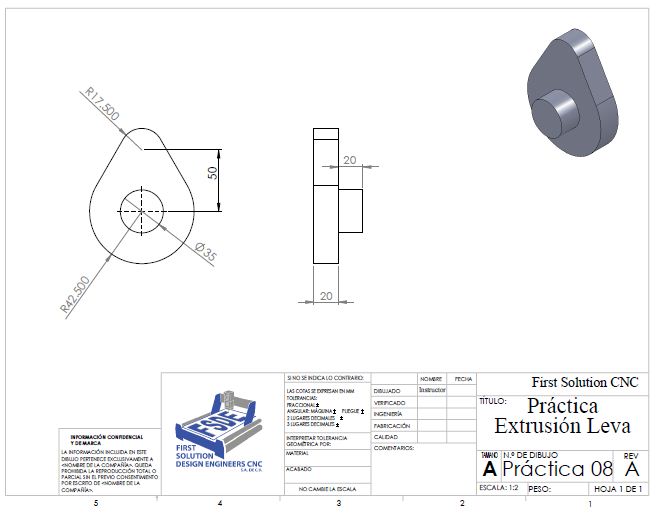 R17,500
50
Ø35
R42,500
20
20
SI NO SE INDICA LO CONTRARIO:
LAS COTAS SE EXPRESAN EN MM
TOLERANCIAS:
FRACCIONAL ±
ANGULAR: MÁQUINA ± PLIEGUE ±
2 LUGARES DECIMALES ±
3 LUGARES DECIMALES ±
INTERPRETAR TOLERANCIA
GEOMÉTRICA POR:
MATERIAL
ACABADO
NO CAMBIE LA ESCALA
NOMBRE FECHA
DIBUJADO Instructor
VERIFICADO
INGENIERÍA
FABRICACIÓN
CALIDAD
COMENTARIOS:
First Solution CNC
TÍTULO:
Práctica
Extrusión Leva
TAMAÑO N.º DE DIBUJO REV
A Práctica 08 A
ESCALA: 1:2 PESO: HOJA 1 DE 1
FSDE
FIRST
SOLUTION
DESIGN ENGINEERS CNC
S.A. DE C.V.
INFORMACIÓN CONFIDENCIAL
Y DE MARCA
LA INFORMACIÓN INCLUIDA EN ESTE
DIBUJO PERTENECE EXCLUSIVAMENTE A
<NOMBRE DE LA COMPAÑÍA>. QUEDA
PROHIBIDA LA REPRODUCCIÓN TOTAL O
PARCIAL SIN EL PREVIO CONSENTIMIENTO
POR ESCRITO DE <NOMBRE DE LA
COMPAÑÍA>.
5 4 3 2 1